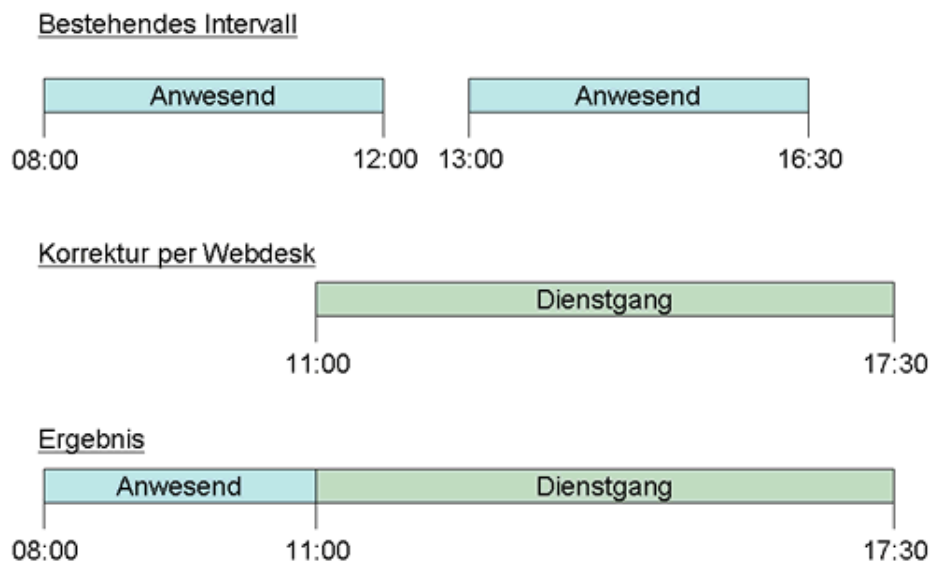 Bestehendes Intervall
Anwesend Anwesend
08:00 12:00 13:00 16:30
Korrektur per Webdesk
Dienstgang
11:00 17:30
Ergebnis
Anwesend Dienstgang
08:00 11:00 17:30